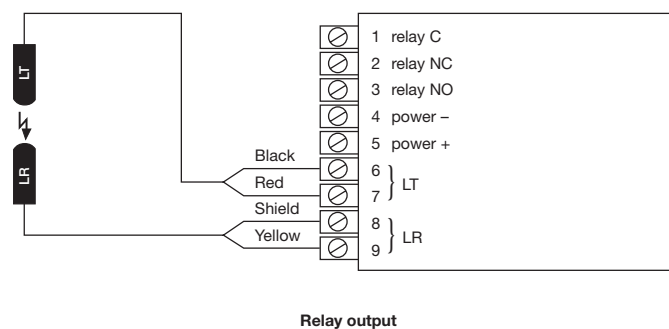 LT
LR
1 relay C
2 relay NC
3 relay NO
4 power –
5 power +
Black 6
Red 7
LT
Shield 8
Yellow 9
LR
Relay output